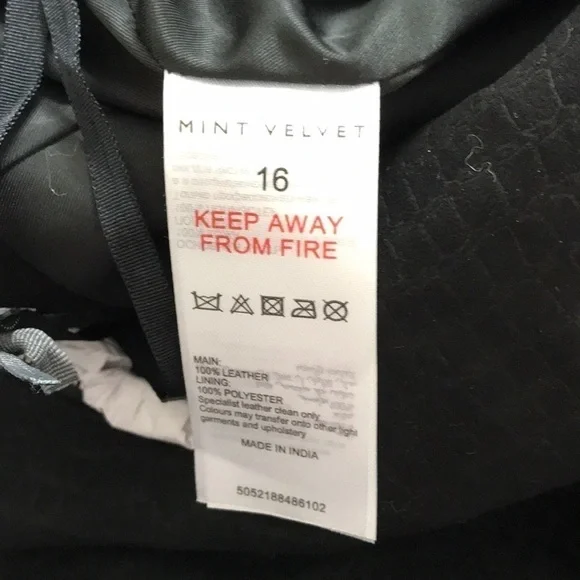 MINT VELVET
16
KEEP AWAY
FROM FIRE
MAIN:
100% LEATHER
LINING:
100% POLYESTER
Specialist leather clean only
Colours may transfer onto other light
garments and upholstery
MADE IN INDIA
5052188486102